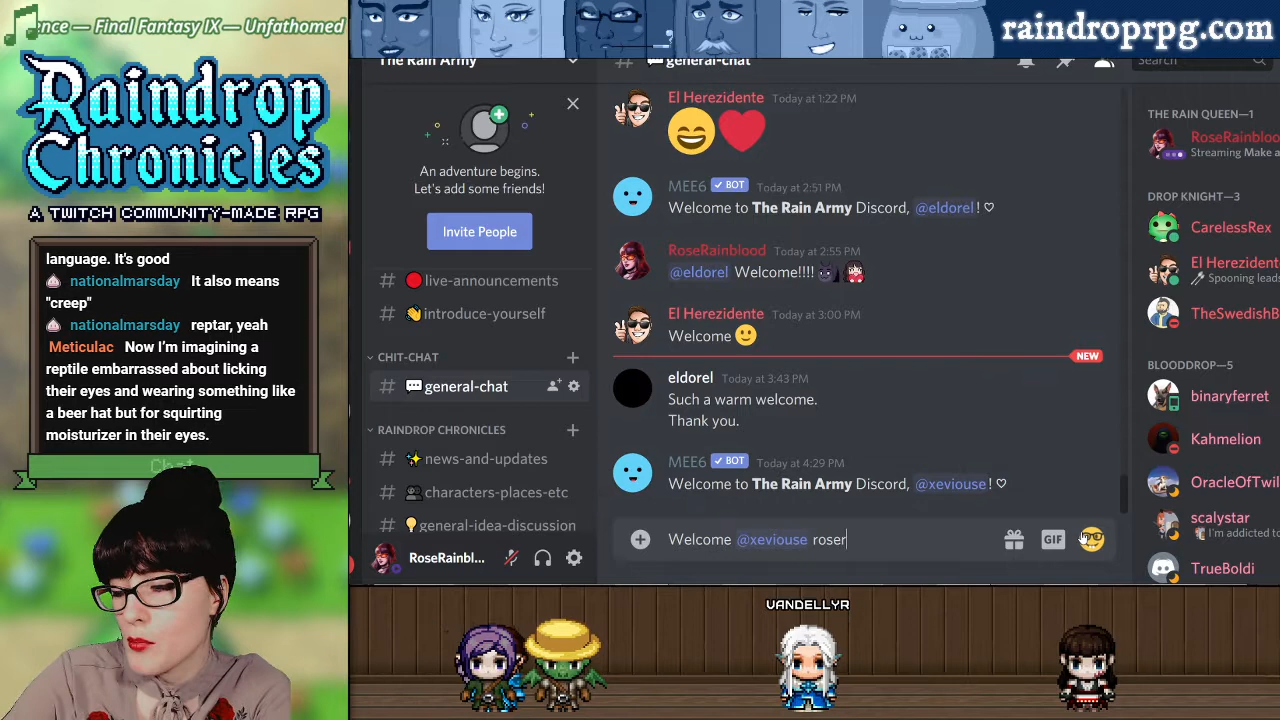 ence — Final Fantasy IX — Unfathomed
Raindrop
Chronicles
A TWITCH COMMUNITY-MADE RPG
language. It's good
nationalmarsday It also means
"creep"
nationalmarsday reptar, yeah
Meticulac Now I'm imagining a
reptile embarrassed about licking
their eyes and wearing something like
a beer hat but for squirting
moisturizer in their eyes.
Chat
raindroprpg.com
The Rain Army
An adventure begins.
Let's add some friends!
Invite People
# 🔴live-announcements
# 👋introduce-yourself
CHIT-CHAT
# 💬general-chat
RAINDROP CHRONICLES
# ✨news-and-updates
# 👥characters-places-etc
# 💡general-idea-discussion
RoseRainbl...
# 💬general-chat
Search
El Herezidente Today at 1:22 PM
😄❤️
MEE6 ✓ BOT Today at 2:51 PM
Welcome to The Rain Army Discord, @eldorel ! ♡
RoseRainblood Today at 2:55 PM
@eldorel Welcome!!!!
El Herezidente Today at 3:00 PM
Welcome 🙂
NEW
eldorel Today at 3:43 PM
Such a warm welcome.
Thank you.
MEE6 ✓ BOT Today at 4:29 PM
Welcome to The Rain Army Discord, @xeviouse ! ♡
Welcome @xeviouse roser
GIF
THE RAIN QUEEN—1
RoseRainbloo
Streaming Make a
DROP KNIGHT—3
CarelessRex
El Herezident
Spooning leads
TheSwedishB
BLOODDROP—5
binaryferret
Kahmelion
OracleOfTwil
scalystar
I'm addicted to
TrueBoldi
VANDELLYR